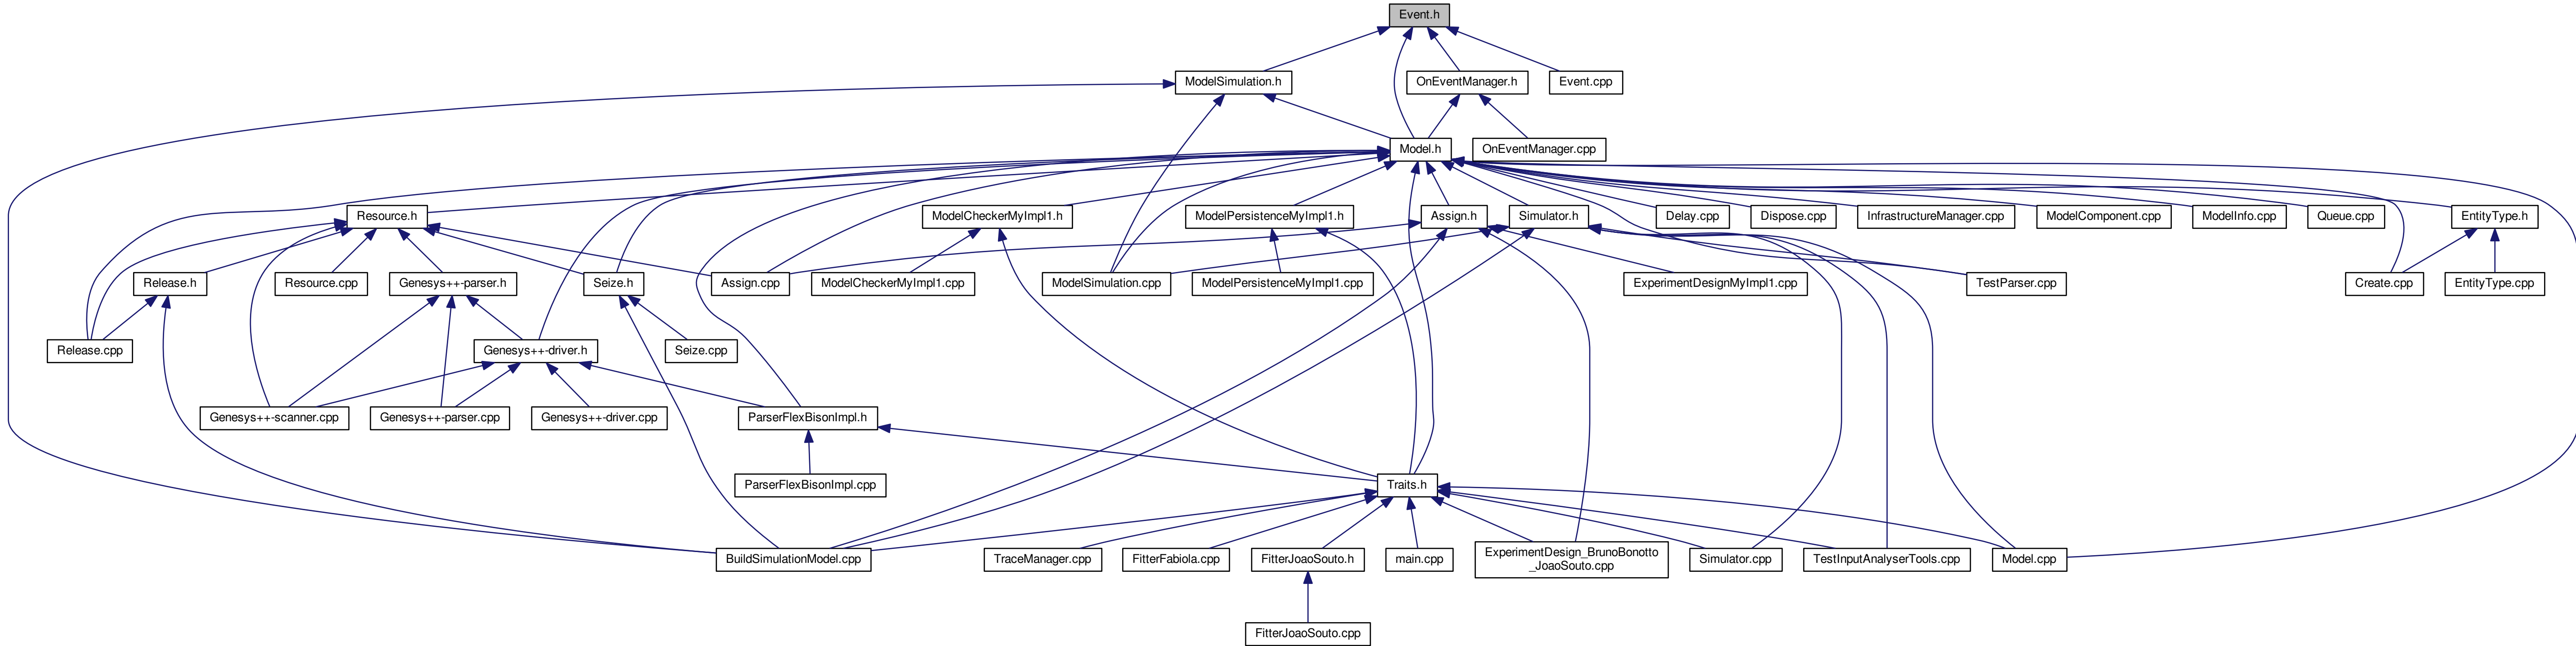 Event.h
ModelSimulation.h
OnEventManager.h
Event.cpp
Model.h
OnEventManager.cpp
Resource.h
ModelCheckerMyImpl1.h
ModelPersistenceMyImpl1.h
Assign.h
Simulator.h
Delay.cpp
Dispose.cpp
InfrastructureManager.cpp
ModelComponent.cpp
ModelInfo.cpp
Queue.cpp
EntityType.h
Release.h
Resource.cpp
Genesys++-parser.h
Seize.h
Assign.cpp
ModelCheckerMyImpl1.cpp
ModelSimulation.cpp
ModelPersistenceMyImpl1.cpp
ExperimentDesignMyImpl1.cpp
TestParser.cpp
Create.cpp
EntityType.cpp
Release.cpp
Genesys++-driver.h
Seize.cpp
Genesys++-scanner.cpp
Genesys++-parser.cpp
Genesys++-driver.cpp
ParserFlexBisonImpl.h
ParserFlexBisonImpl.cpp
Traits.h
BuildSimulationModel.cpp
TraceManager.cpp
FitterFabiola.cpp
FitterJoaoSouto.h
main.cpp
ExperimentDesign_BrunoBonotto
_JoaoSouto.cpp
Simulator.cpp
TestInputAnalyserTools.cpp
Model.cpp
FitterJoaoSouto.cpp